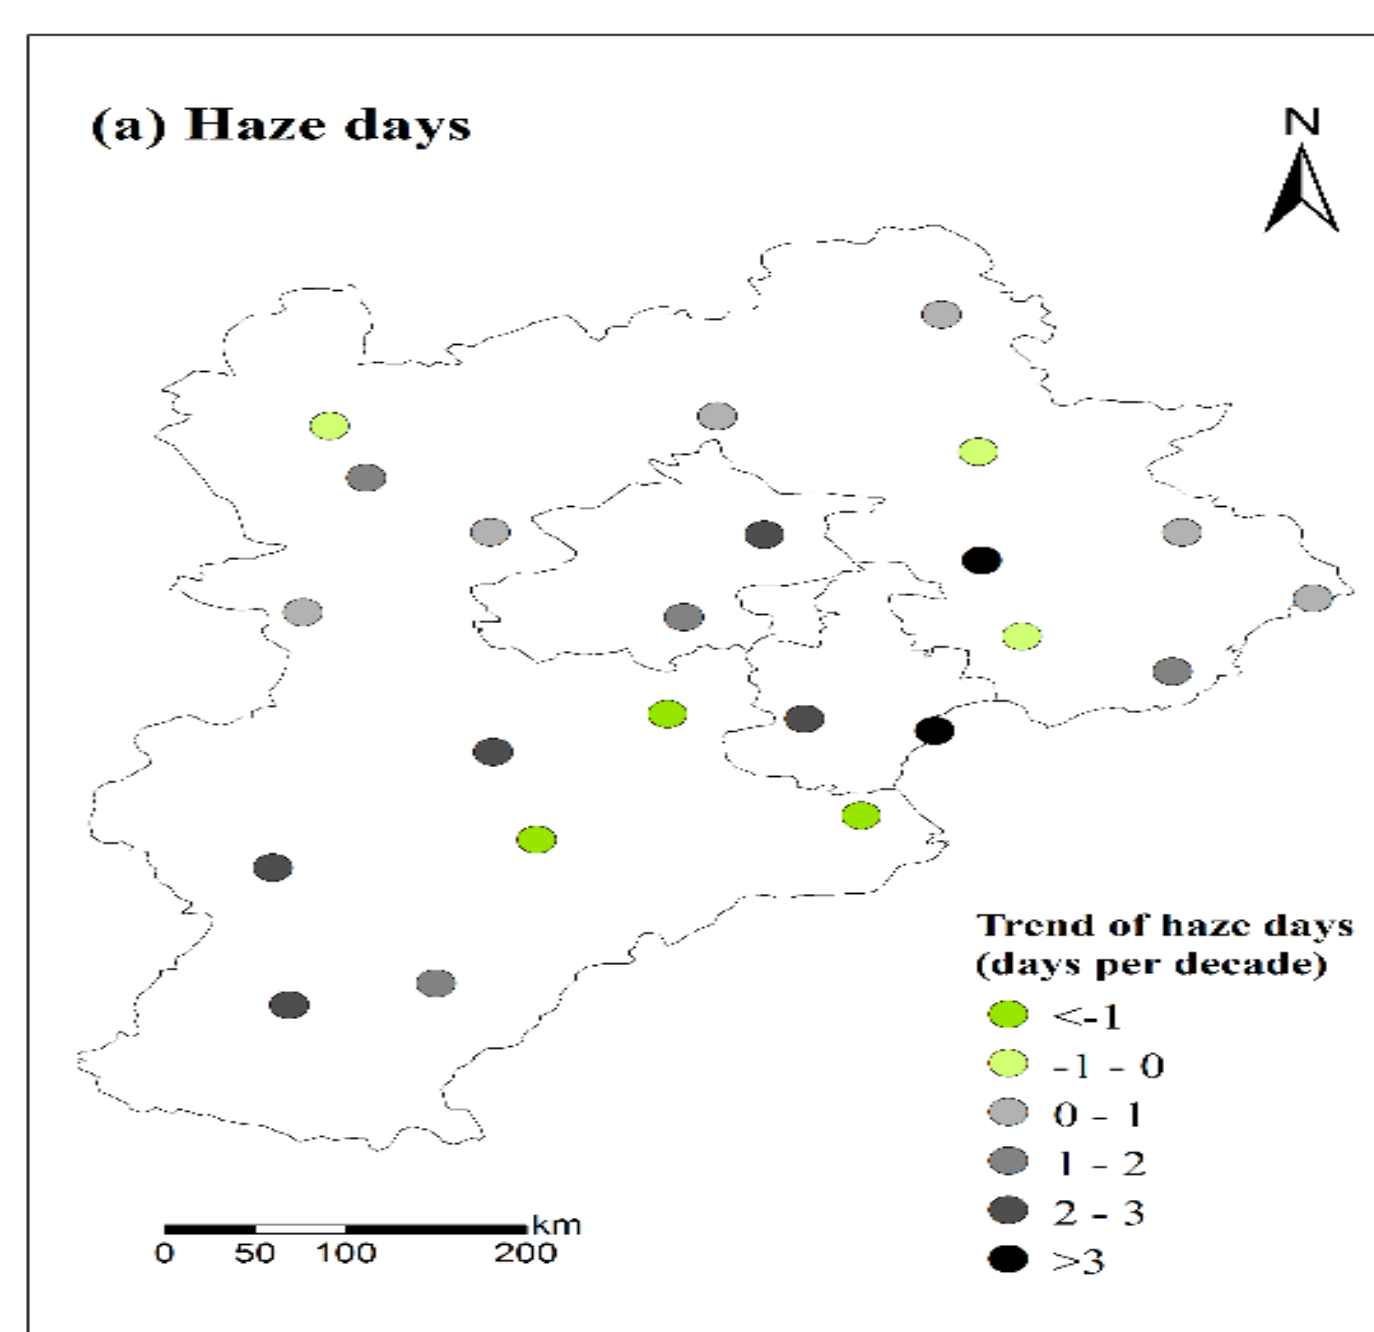 (a) Haze days
N
Trend of haze days
(days per decade)
<-1
-1 - 0
0 - 1
1 - 2
2 - 3
>3
km
0 50 100 200